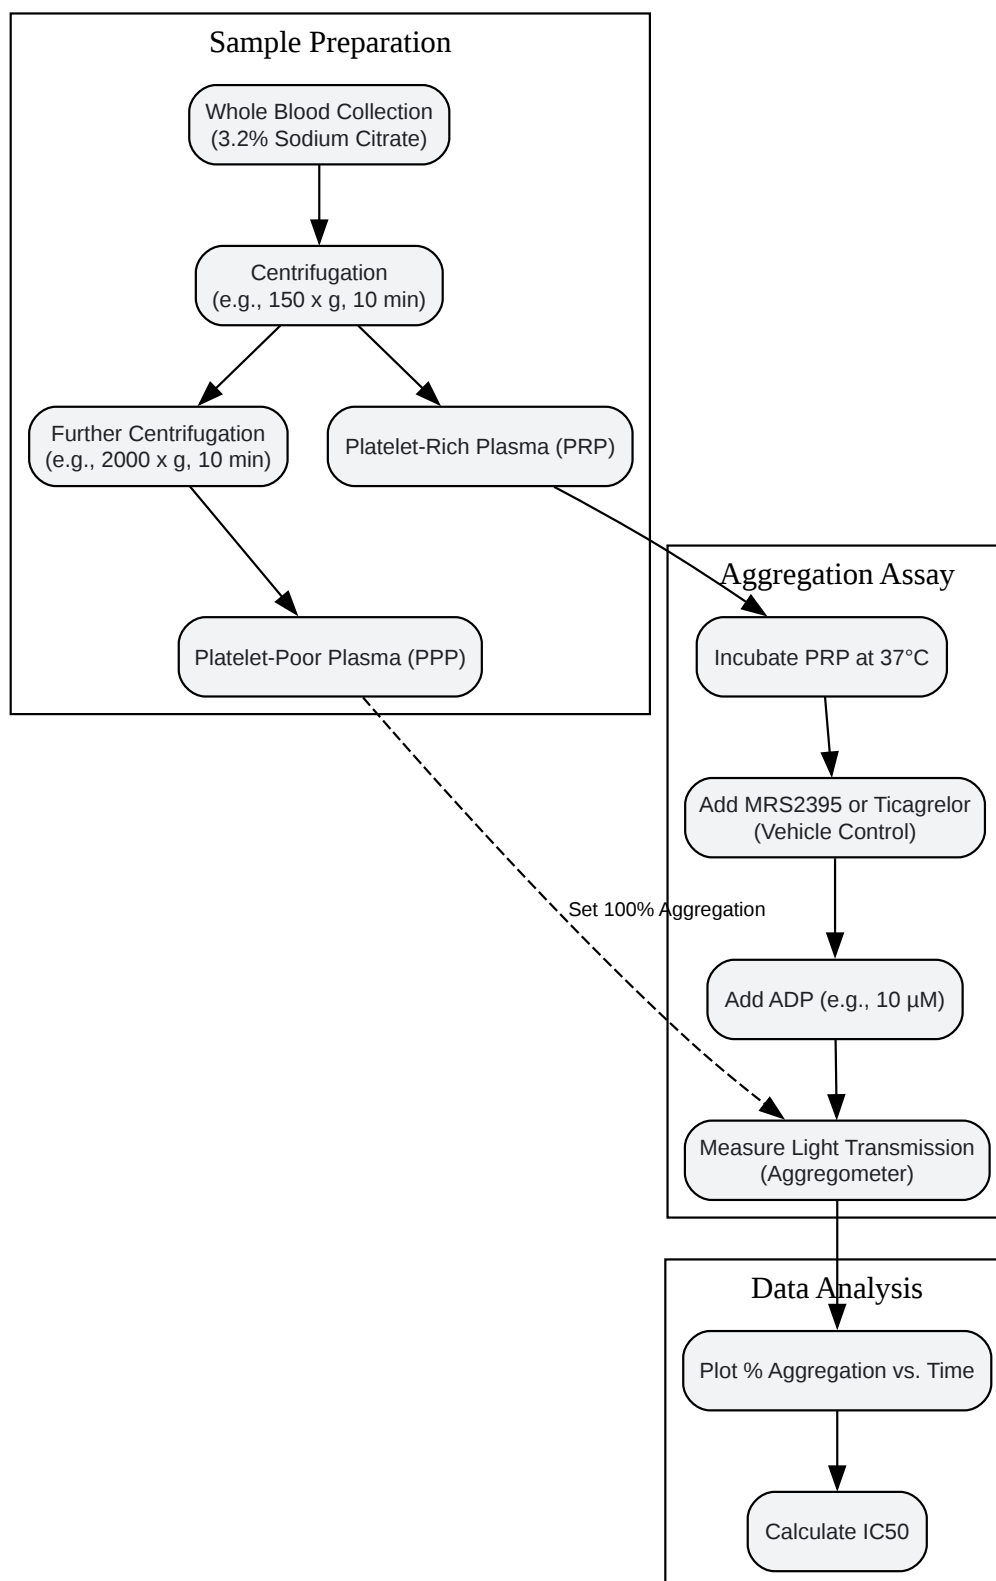 Sample Preparation
Whole Blood Collection
(3.2% Sodium Citrate)
Centrifugation
(e.g., 150 x g, 10 min)
Further Centrifugation
(e.g., 2000 x g, 10 min)
Platelet-Rich Plasma (PRP)
Platelet-Poor Plasma (PPP)
Aggregation Assay
Incubate PRP at 37°C
Add MRS2395 or Ticagrelor
(Vehicle Control)
Set 100% Aggregation
Add ADP (e.g., 10 µM)
Measure Light Transmission
(Aggregometer)
Data Analysis
Plot % Aggregation vs. Time
Calculate IC50